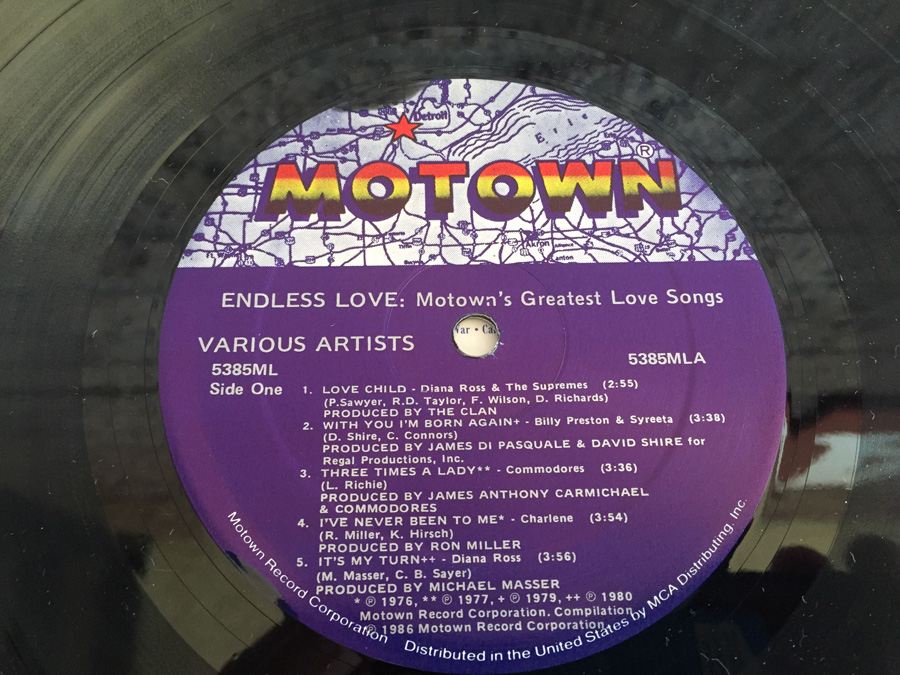 Detroit
Erie
MOTOWN®
Akron
Canton
ENDLESS LOVE: Motown's Greatest Love Songs
VARIOUS ARTISTS
5385ML
5385MLA
Side One
1. LOVE CHILD - Diana Ross & The Supremes (2:55)
(P.Sawyer, R.D. Taylor, F. Wilson, D. Richards)
PRODUCED BY THE CLAN
2. WITH YOU I'M BORN AGAIN+ - Billy Preston & Syreeta (3:38)
(D. Shire, C. Connors)
PRODUCED BY JAMES DI PASQUALE & DAVID SHIRE for
Regal Productions, Inc.
3. THREE TIMES A LADY** - Commodores (3:36)
(L. Richie)
PRODUCED BY JAMES ANTHONY CARMICHAEL
& COMMODORES
4. I'VE NEVER BEEN TO ME* - Charlene (3:54)
(R. Miller, K. Hirsch)
PRODUCED BY RON MILLER
5. IT'S MY TURN++ - Diana Ross (3:56)
(M. Masser, C. B. Sayer)
PRODUCED BY MICHAEL MASSER
* ℗ 1976, ** ℗ 1977, + ℗ 1979, ++ ℗ 1980
Motown Record Corporation. Compilation
℗ 1986 Motown Record Corporation
Motown Record Corporation Distributed in the United States by MCA Distributing, Inc.